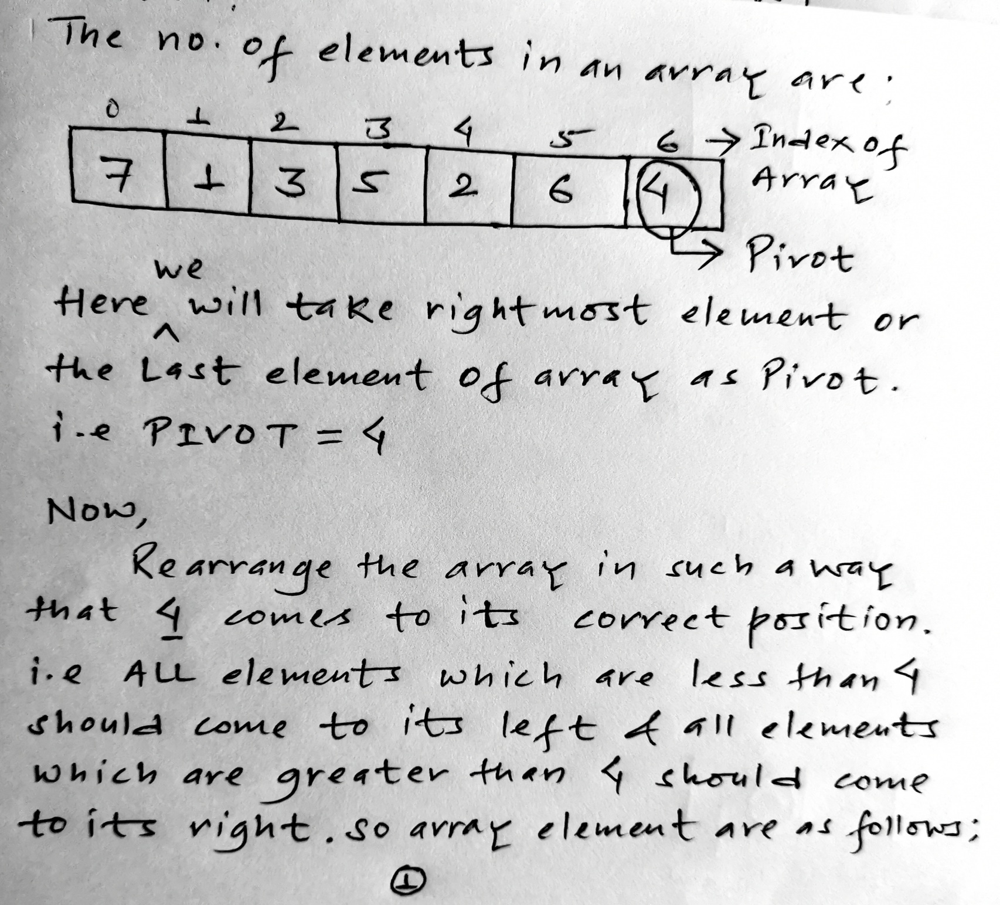 The no. of elements in an array are:
0 1 2 3 4 5 6 → Index of
Array
7 1 3 5 2 6 4
→ Pivot
we
Here ^ will take rightmost element or
the Last element of array as Pivot.
i.e PIVOT = 4
Now,
Rearrange the array in such a way
that 4 comes to its correct position.
i.e ALL elements which are less than 4
should come to its left & all elements
which are greater than 4 should come
to its right. so array element are as follows;
1